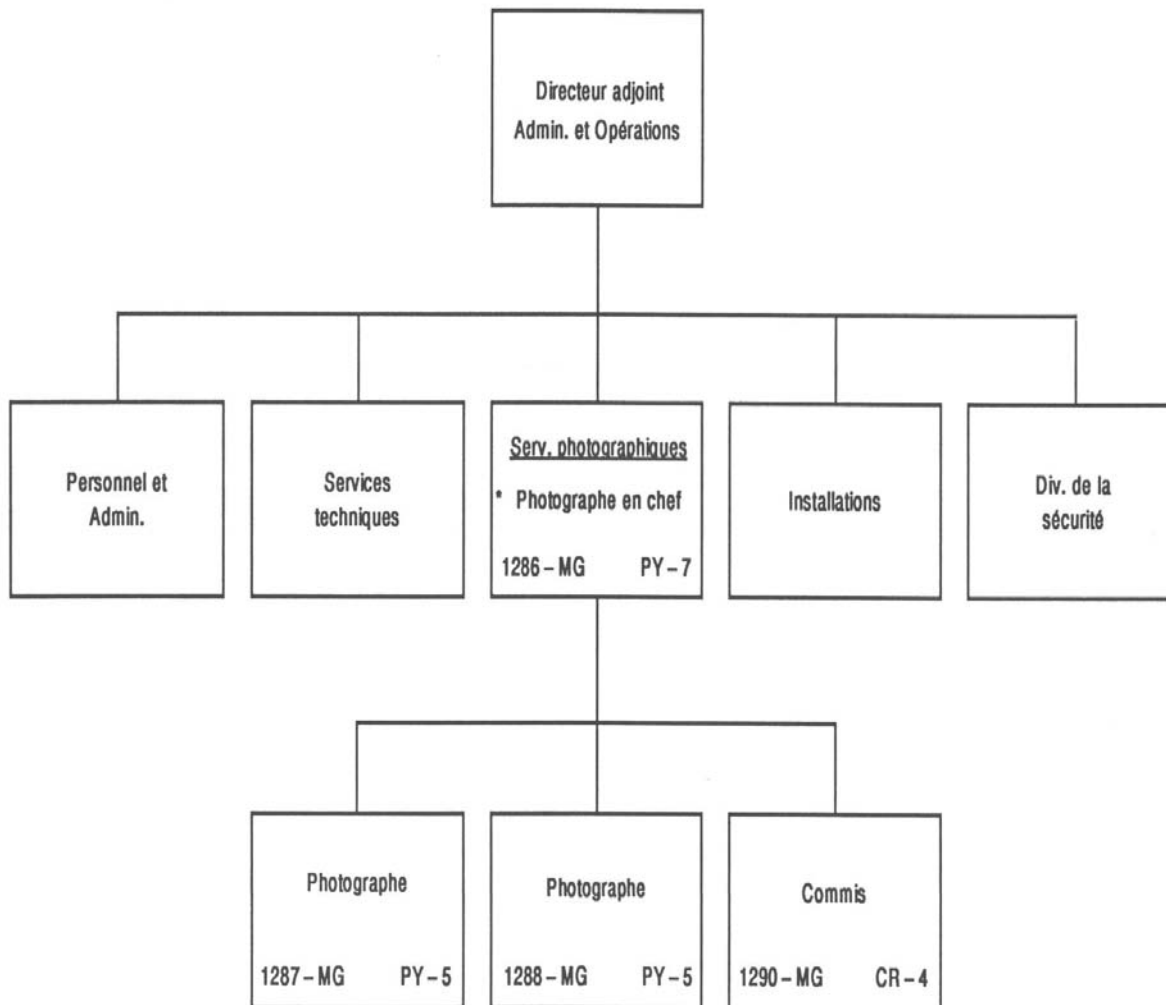 Directeur adjoint
Admin. et Opérations
Personnel et
Admin.
Services
techniques
Serv. photographiques
* Photographe en chef
1286 – MG PY – 7
Installations
Div. de la
sécurité
Photographe
1287 – MG PY – 5
Photographe
1288 – MG PY – 5
Commis
1290 – MG CR – 4